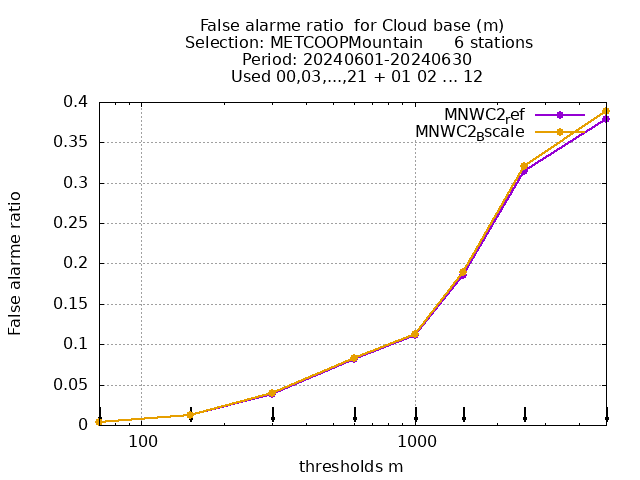 False alarme ratio  for Cloud base (m)
Selection: METCOOPMountain      6 stations
Period: 20240601-20240630
Used 00,03,...,21 + 01 02 ... 12
MNWC2ref
MNWC2Bscale
0.4
0.35
0.3
0.25
0.2
0.15
0.1
0.05
0
False alarme ratio
100
1000
thresholds m